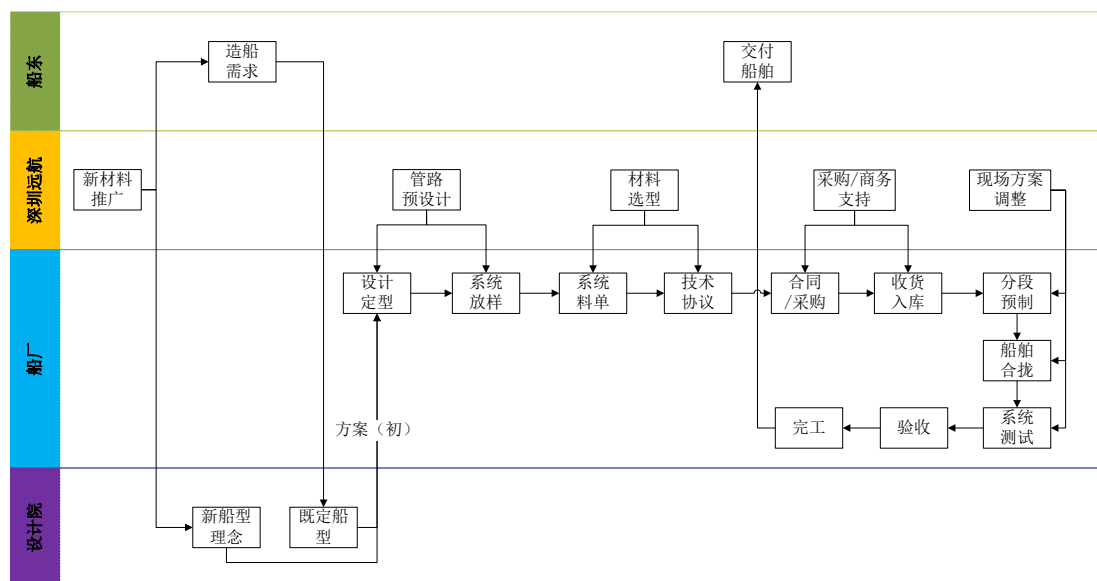 船东
造船
需求
交付
船舶
深圳远航
新材料
推广
管路
预设计
材料
选型
采购/商务
支持
现场方案
调整
船厂
设计
定型
系统
放样
系统
料单
技术
协议
合同
/采购
收货
入库
分段
预制
船舶
合拢
系统
测试
验收
完工
方案（初）
设计院
新船型
理念
既定船
型